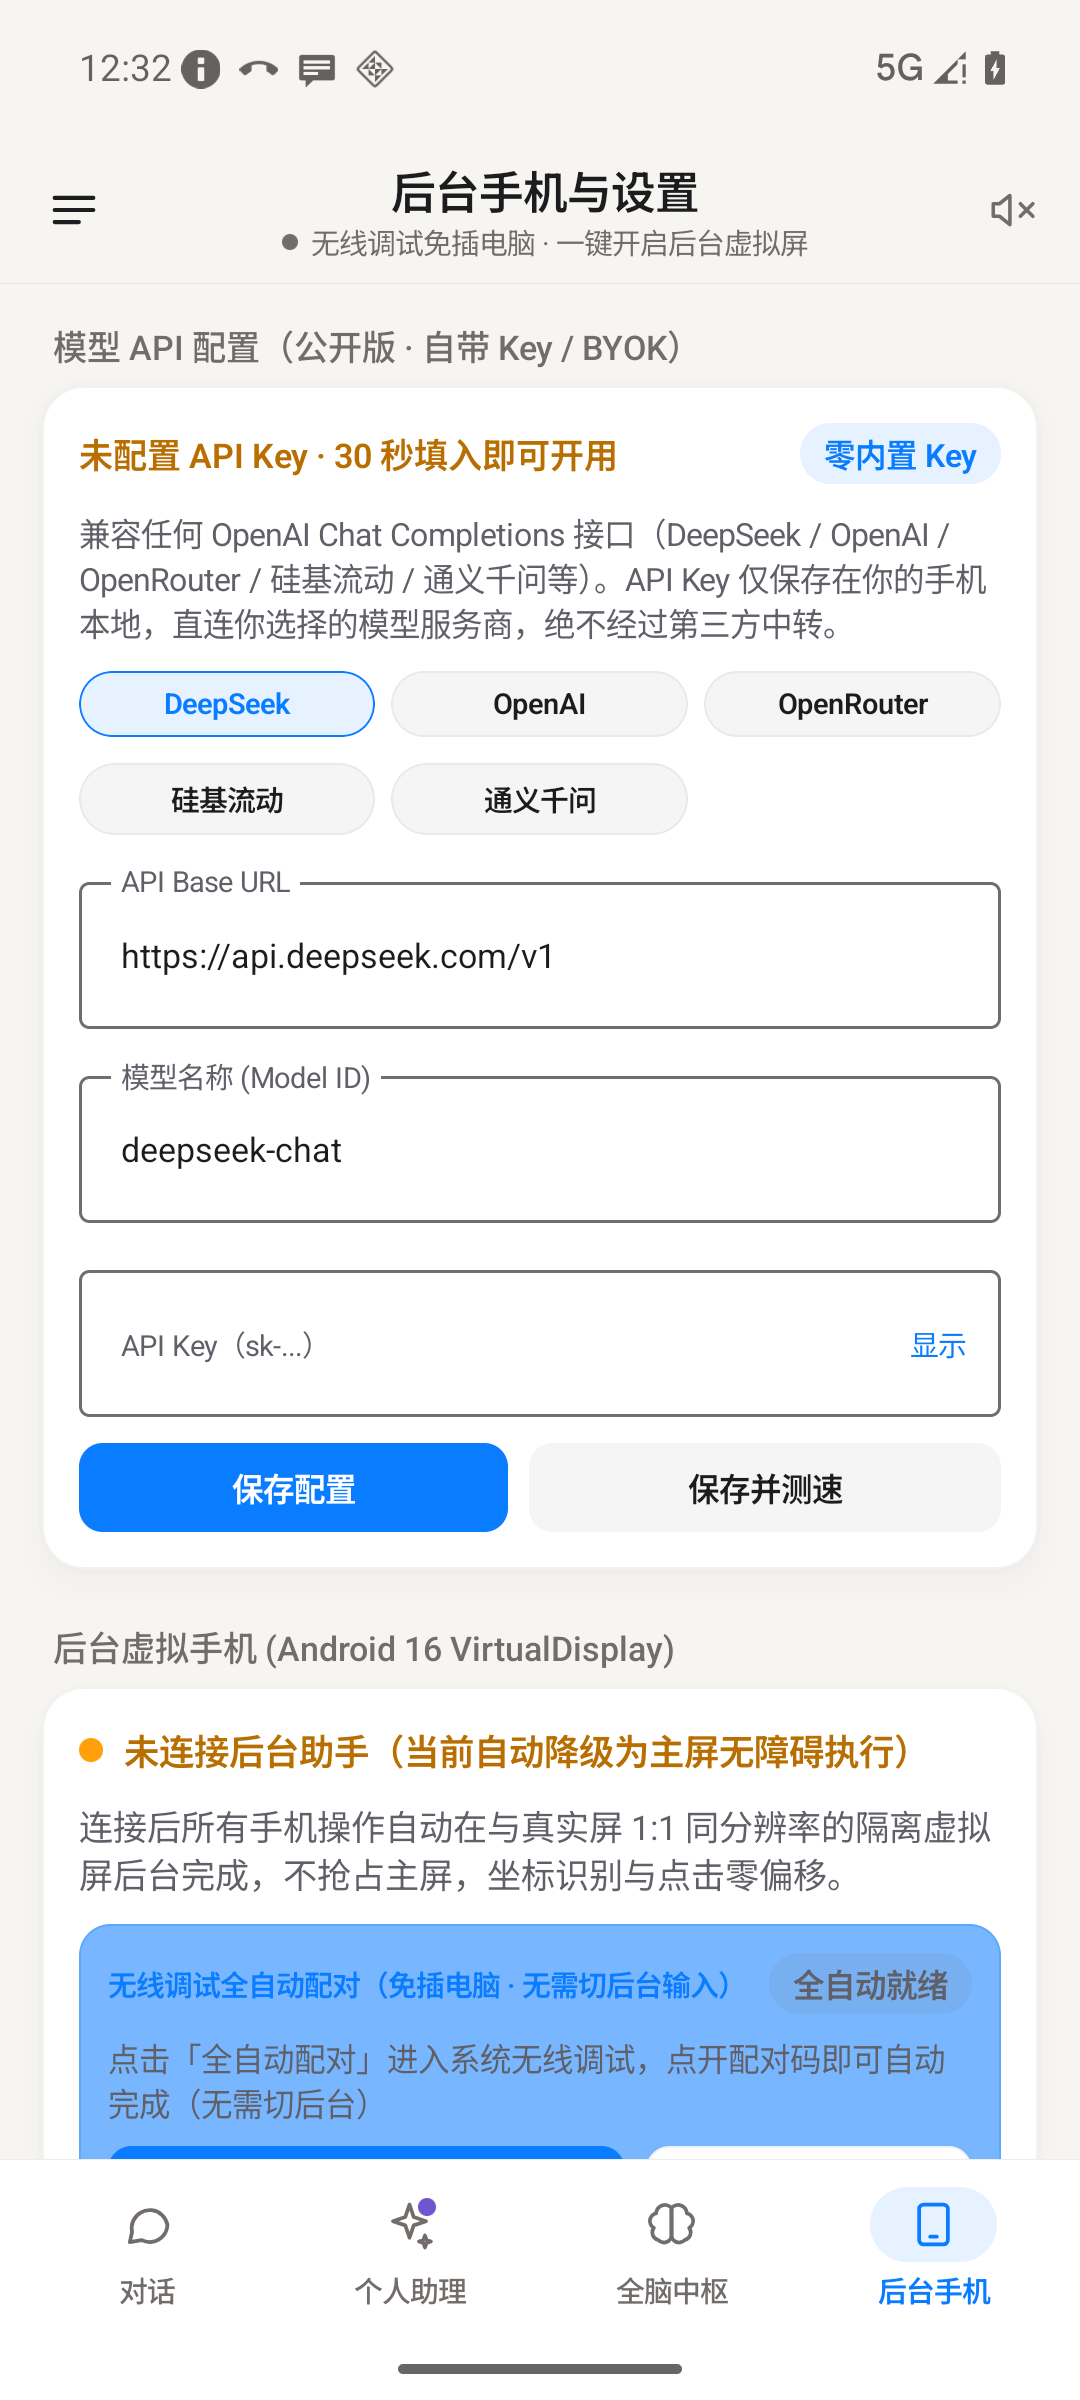 12:32
5G
后台手机与设置
无线调试免插电脑 · 一键开启后台虚拟屏
模型 API 配置（公开版 · 自带 Key / BYOK）
未配置 API Key · 30 秒填入即可开用
零内置 Key
兼容任何 OpenAI Chat Completions 接口（DeepSeek / OpenAI /
OpenRouter / 硅基流动 / 通义千问等）。API Key 仅保存在你的手机
本地，直连你选择的模型服务商，绝不经过第三方中转。
DeepSeek
OpenAI
OpenRouter
硅基流动
通义千问
API Base URL
https://api.deepseek.com/v1
模型名称 (Model ID)
deepseek-chat
API Key（sk-...）
显示
保存配置
保存并测速
后台虚拟手机 (Android 16 VirtualDisplay)
未连接后台助手（当前自动降级为主屏无障碍执行）
连接后所有手机操作自动在与真实屏 1:1 同分辨率的隔离虚拟
屏后台完成，不抢占主屏，坐标识别与点击零偏移。
无线调试全自动配对（免插电脑 · 无需切后台输入）
全自动就绪
点击「全自动配对」进入系统无线调试，点开配对码即可自动
完成（无需切后台）
对话
个人助理
全脑中枢
后台手机